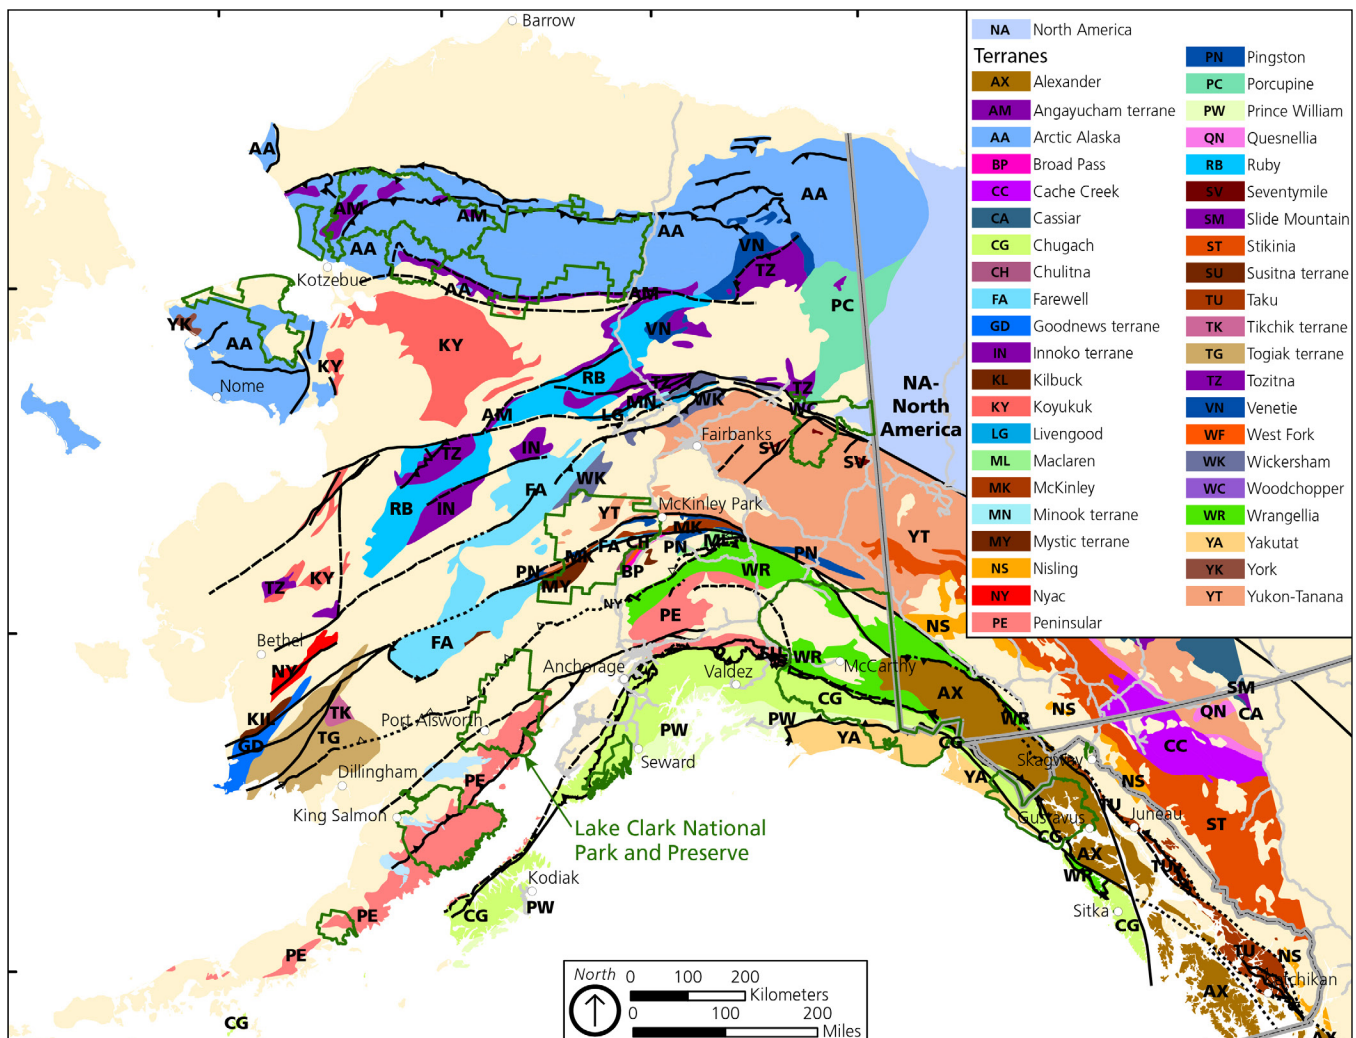 Barrow
NA North America
Terranes
AX Alexander
AM Angayucham terrane
AA Arctic Alaska
BP Broad Pass
CC Cache Creek
CA Cassiar
CG Chugach
CH Chulitna
FA Farewell
GD Goodnews terrane
IN Innoko terrane
KL Kilbuck
KY Koyukuk
LG Livengood
ML Maclaren
MK McKinley
MN Minook terrane
MY Mystic terrane
NS Nisling
NY Nyac
PE Peninsular
PN Pingston
PC Porcupine
PW Prince William
QN Quesnellia
RB Ruby
SV Seventymile
SM Slide Mountain
ST Stikinia
SU Susitna terrane
TU Taku
TK Tikchik terrane
TG Togiak terrane
TZ Tozitna
VN Venetie
WF West Fork
WK Wickersham
WC Woodchopper
WR Wrangellia
YA Yakutat
YK York
YT Yukon-Tanana
AA
AA
AM
AM
AA
AA
VN
TZ
Kotzebue
AA
AM
PC
YK
AA
KY
VN
KY
Nome
RB
TZ
TZ
NA-
North
America
AM
LG
MN
WK
WC
Fairbanks
TZ
IN
SV
SV
FA
WK
RB
IN
McKinley Park
YT
MK
YT
FA
CH
PN
ML
PN
MK
PN
MY
BP
WR
TZ
KY
NY
PE
NS
Bethel
FA
Anchorage
SU
WR
McCarthy
NY
Valdez
CG
AX
SM
TK
Port Alsworth
PW
WR
NS
QN
CA
GD
TG
PW
YA
CG
CC
Dillingham
Seward
Skagway
PE
YA
NS
King Salmon
TU
Lake Clark National
Park and Preserve
Gustavus
Juneau
ST
CG
AX
TU
Kodiak
WR
CG
PW
Sitka
PE
CG
PE
TU
NS
North
0 100 200
Kilometers
AX
CG
0 100 200
Miles
AX